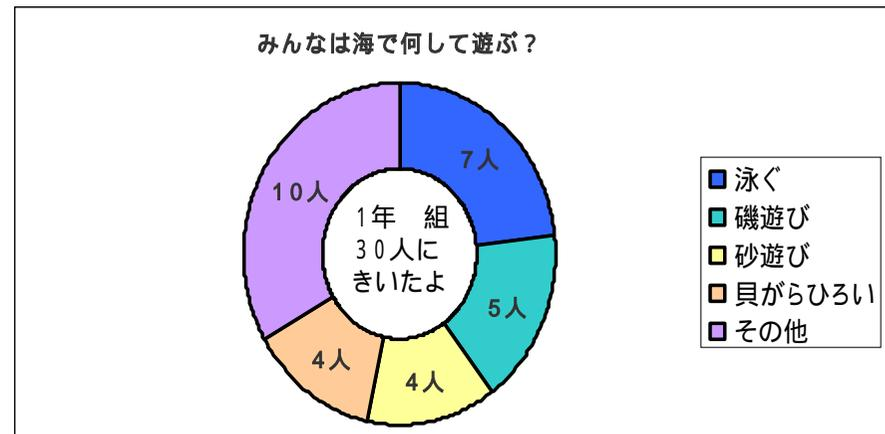 みんなは海で何して遊ぶ？
7人
10人
1年　組
30人に
きいたよ
5人
4人
4人
泳ぐ
磯遊び
砂遊び
貝がらひろい
その他